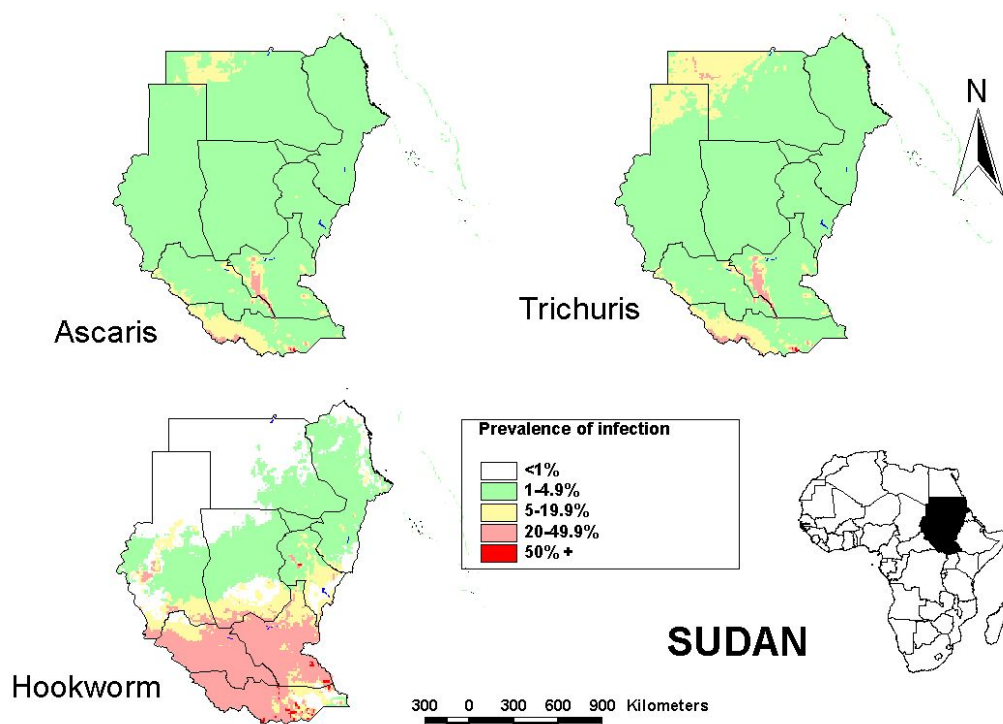 N
Ascaris
Trichuris
Prevalence of infection
<1%
1-4.9%
5-19.9%
20-49.9%
50% +
SUDAN
Hookworm
300 0 300 600 900 Kilometers